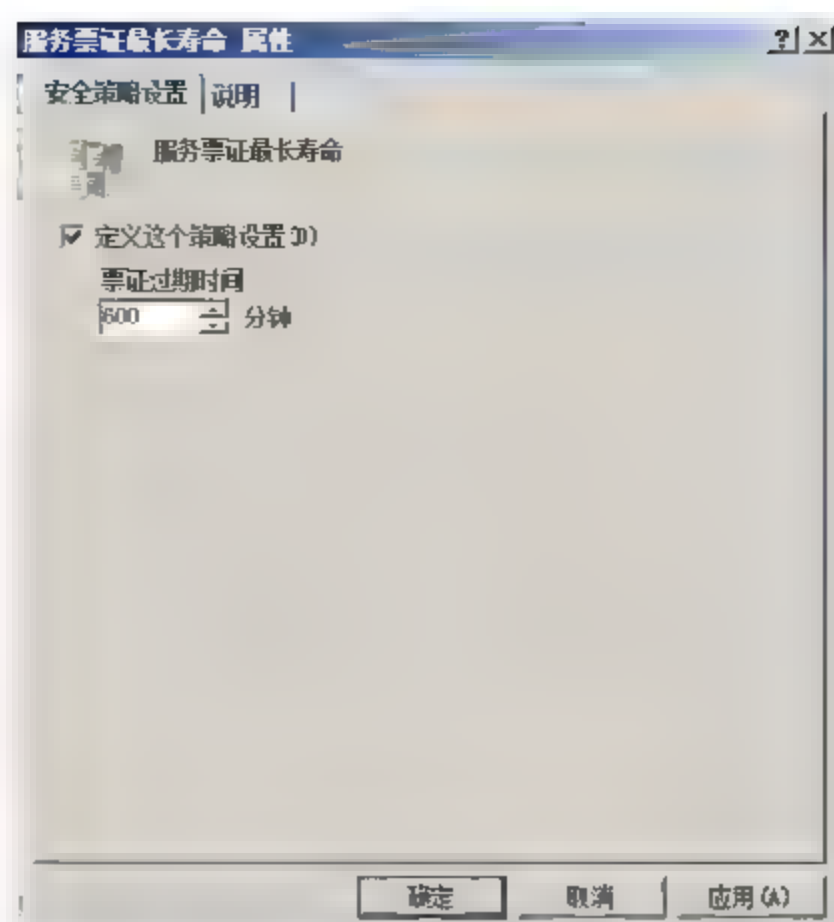 服务票证最长寿命 属性
安全策略设置 说明
服务票证最长寿命
定义这个策略设置(D)
票证过期时间
600 分钟
确定 取消 应用(A)